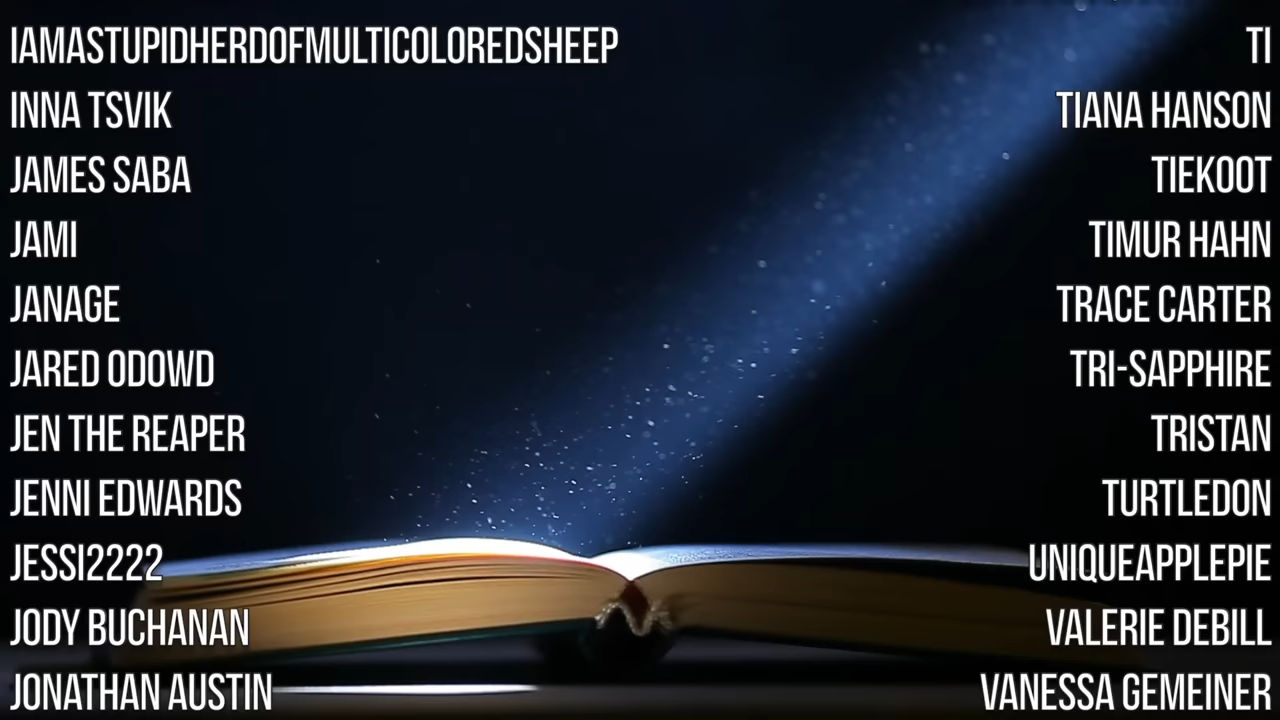 IAMASTUPIDHERDOFMULTICOLOREDSHEEP
INNA TSVIK
JAMES SABA
JAMI
JANAGE
JARED ODOWD
JEN THE REAPER
JENNI EDWARDS
JESSI2222
JODY BUCHANAN
JONATHAN AUSTIN
TI
TIANA HANSON
TIEKOOT
TIMUR HAHN
TRACE CARTER
TRI-SAPPHIRE
TRISTAN
TURTLEDON
UNIQUEAPPLEPIE
VALERIE DEBILL
VANESSA GEMEINER